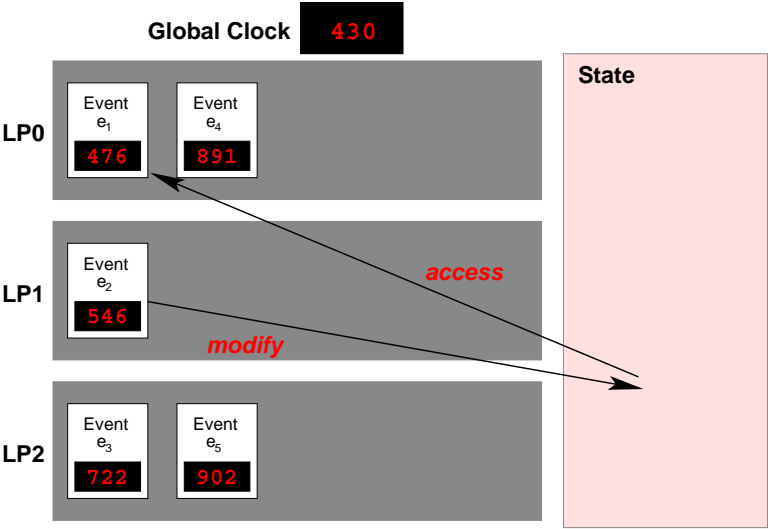 Global Clock 430
State
LP0
Event
e1
476
Event
e4
891
access
LP1
Event
e2
546
modify
LP2
Event
e3
722
Event
e5
902